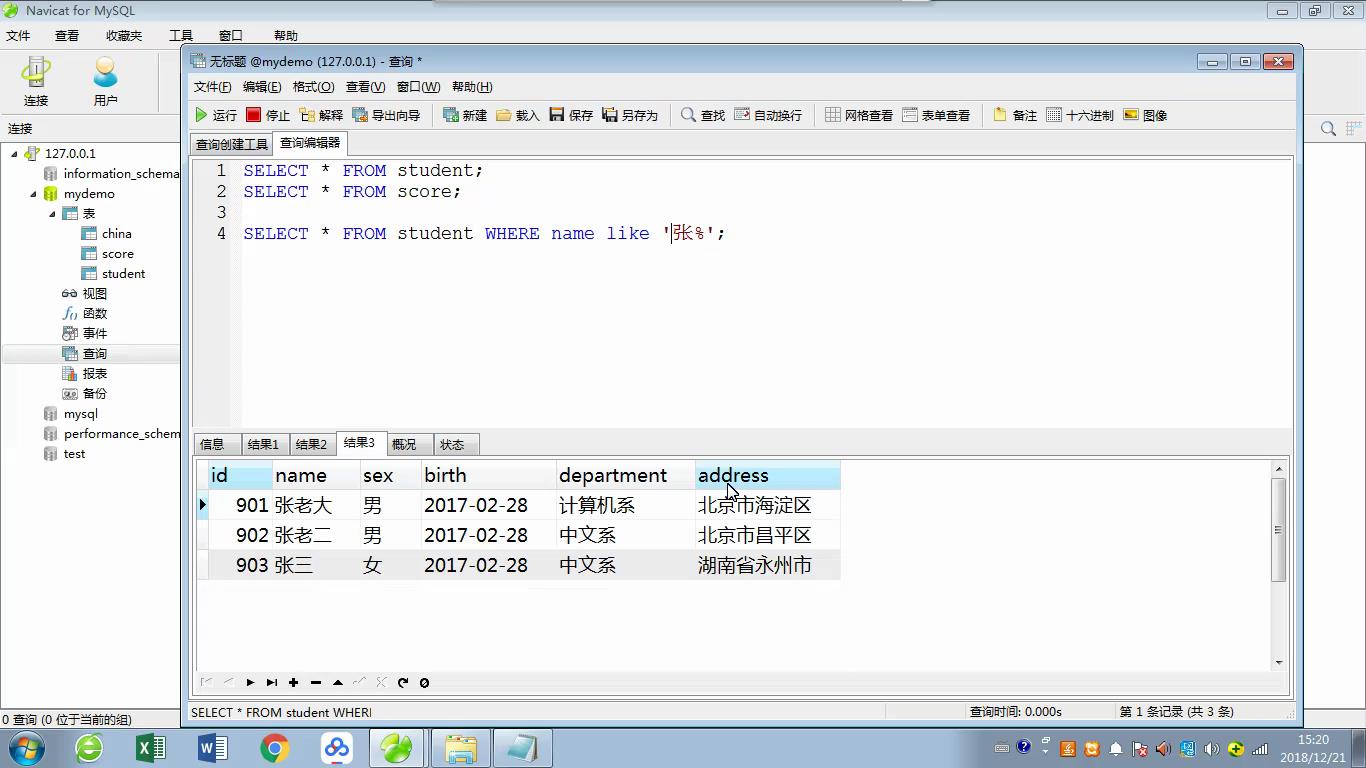 Navicat for MySQL
文件 查看 收藏夹 工具 窗口 帮助
连接 用户
连接
127.0.0.1
information_schema
mydemo
表
china
score
student
视图
函数
事件
查询
报表
备份
mysql
performance_schem
test
0 查询 (0 位于当前的组)
无标题 @mydemo (127.0.0.1) - 查询 *
文件(F) 编辑(E) 格式(O) 查看(V) 窗口(W) 帮助(H)
运行 停止 解释 导出向导 新建 载入 保存 另存为 查找 自动换行 网格查看 表单查看 备注 十六进制 图像
查询创建工具 查询编辑器
1 SELECT * FROM student;
2 SELECT * FROM score;
3
4 SELECT * FROM student WHERE name like '张%';
信息 结果1 结果2 结果3 概况 状态
id name sex birth department address
901 张老大 男 2017-02-28 计算机系 北京市海淀区
902 张老二 男 2017-02-28 中文系 北京市昌平区
903 张三 女 2017-02-28 中文系 湖南省永州市
SELECT * FROM student WHERE 查询时间: 0.000s 第 1 条记录 (共 3 条)
15:20
2018/12/21